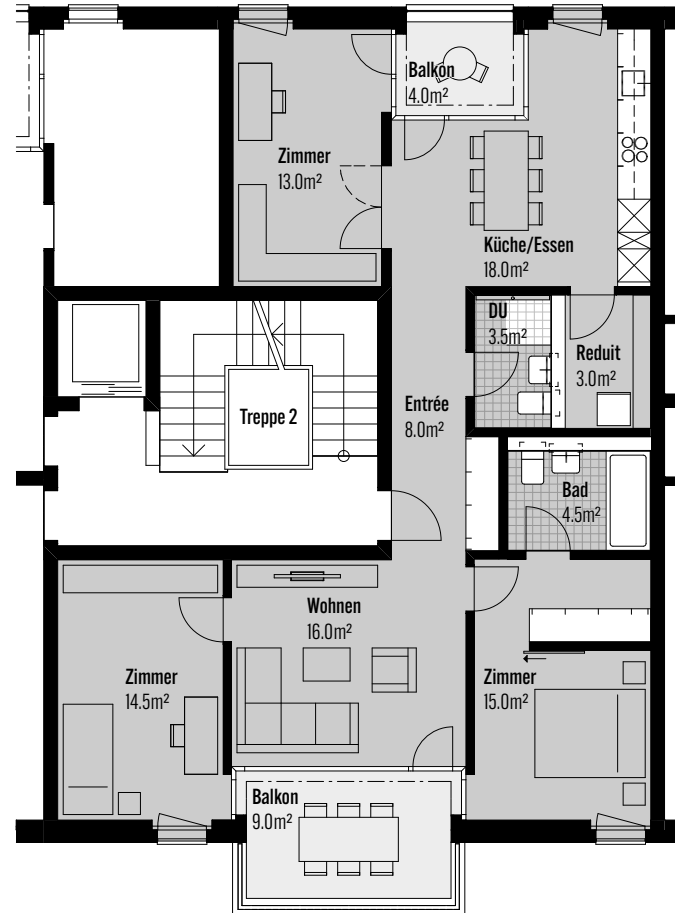 Balkon
4.0m²
Zimmer
13.0m²
Küche/Essen
18.0m²
DU
3.5m²
Reduit
3.0m²
Treppe 2
Entrée
8.0m²
Bad
4.5m²
Wohnen
16.0m²
Zimmer
14.5m²
Zimmer
15.0m²
Balkon
9.0m²